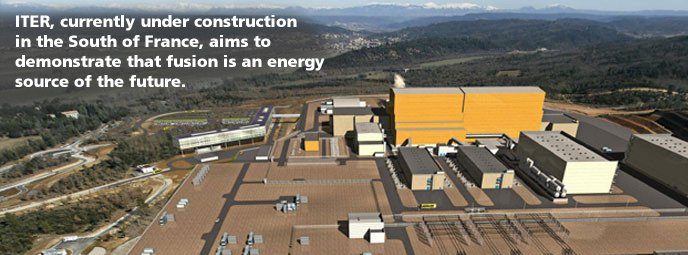 ITER, currently under construction
in the South of France, aims to
demonstrate that fusion is an energy
source of the future.